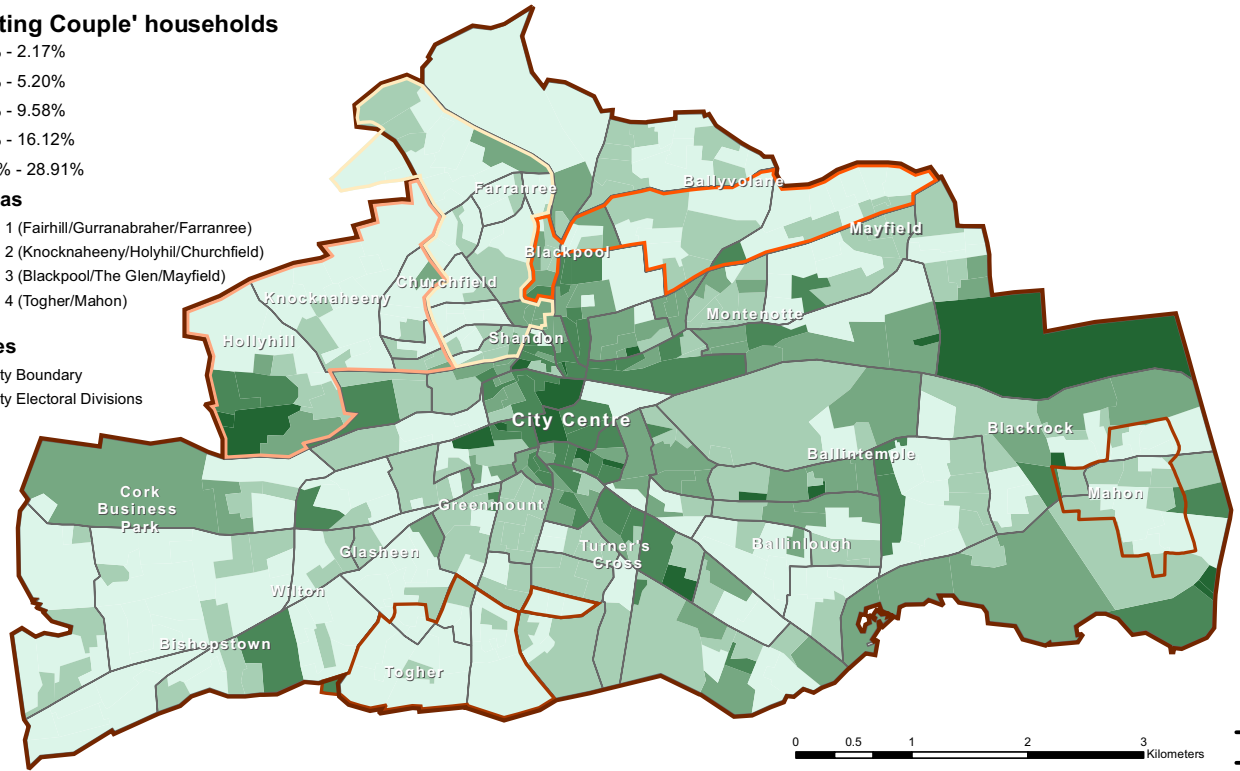 ting Couple' households
- 2.17%
- 5.20%
- 9.58%
- 16.12%
% - 28.91%
as
1 (Fairhill/Gurranabraher/Farranree)
2 (Knocknaheeny/Holyhil/Churchfield)
3 (Blackpool/The Glen/Mayfield)
4 (Togher/Mahon)
es
ty Boundary
ty Electoral Divisions
Ballyvolane
Farranree
Mayfield
Blackpool
Churchfield
Knocknaheeny
Montenotte
Shandon
Hollyhill
City Centre
Blackrock
Ballintemple
Cork
Business
Park
Mahon
Greenmount
Turner's
Cross
Ballinlough
Glasheen
Wilton
Bishopstown
Togher
0 0.5 1 2 3
Kilometers